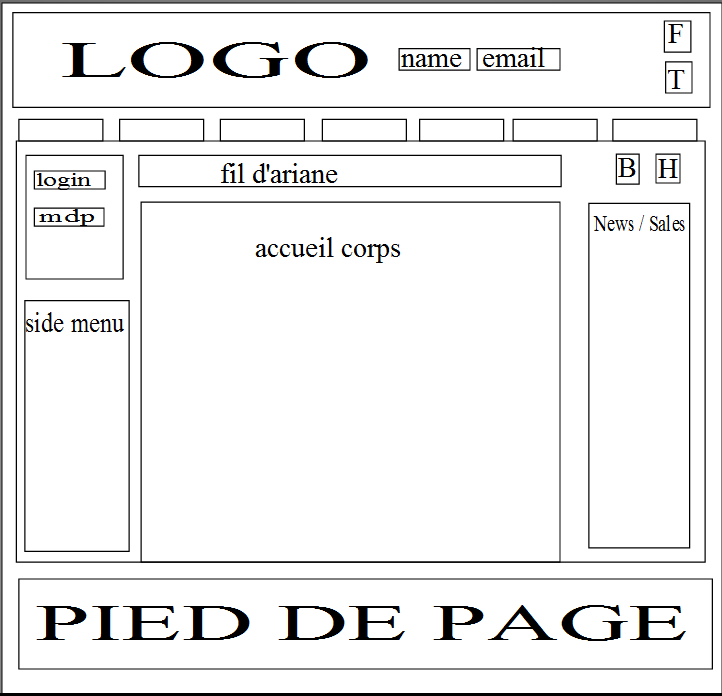 LOGO
name
email
F
T
login
mdp
fil d'ariane
B
H
News / Sales
accueil corps
side menu
PIED DE PAGE